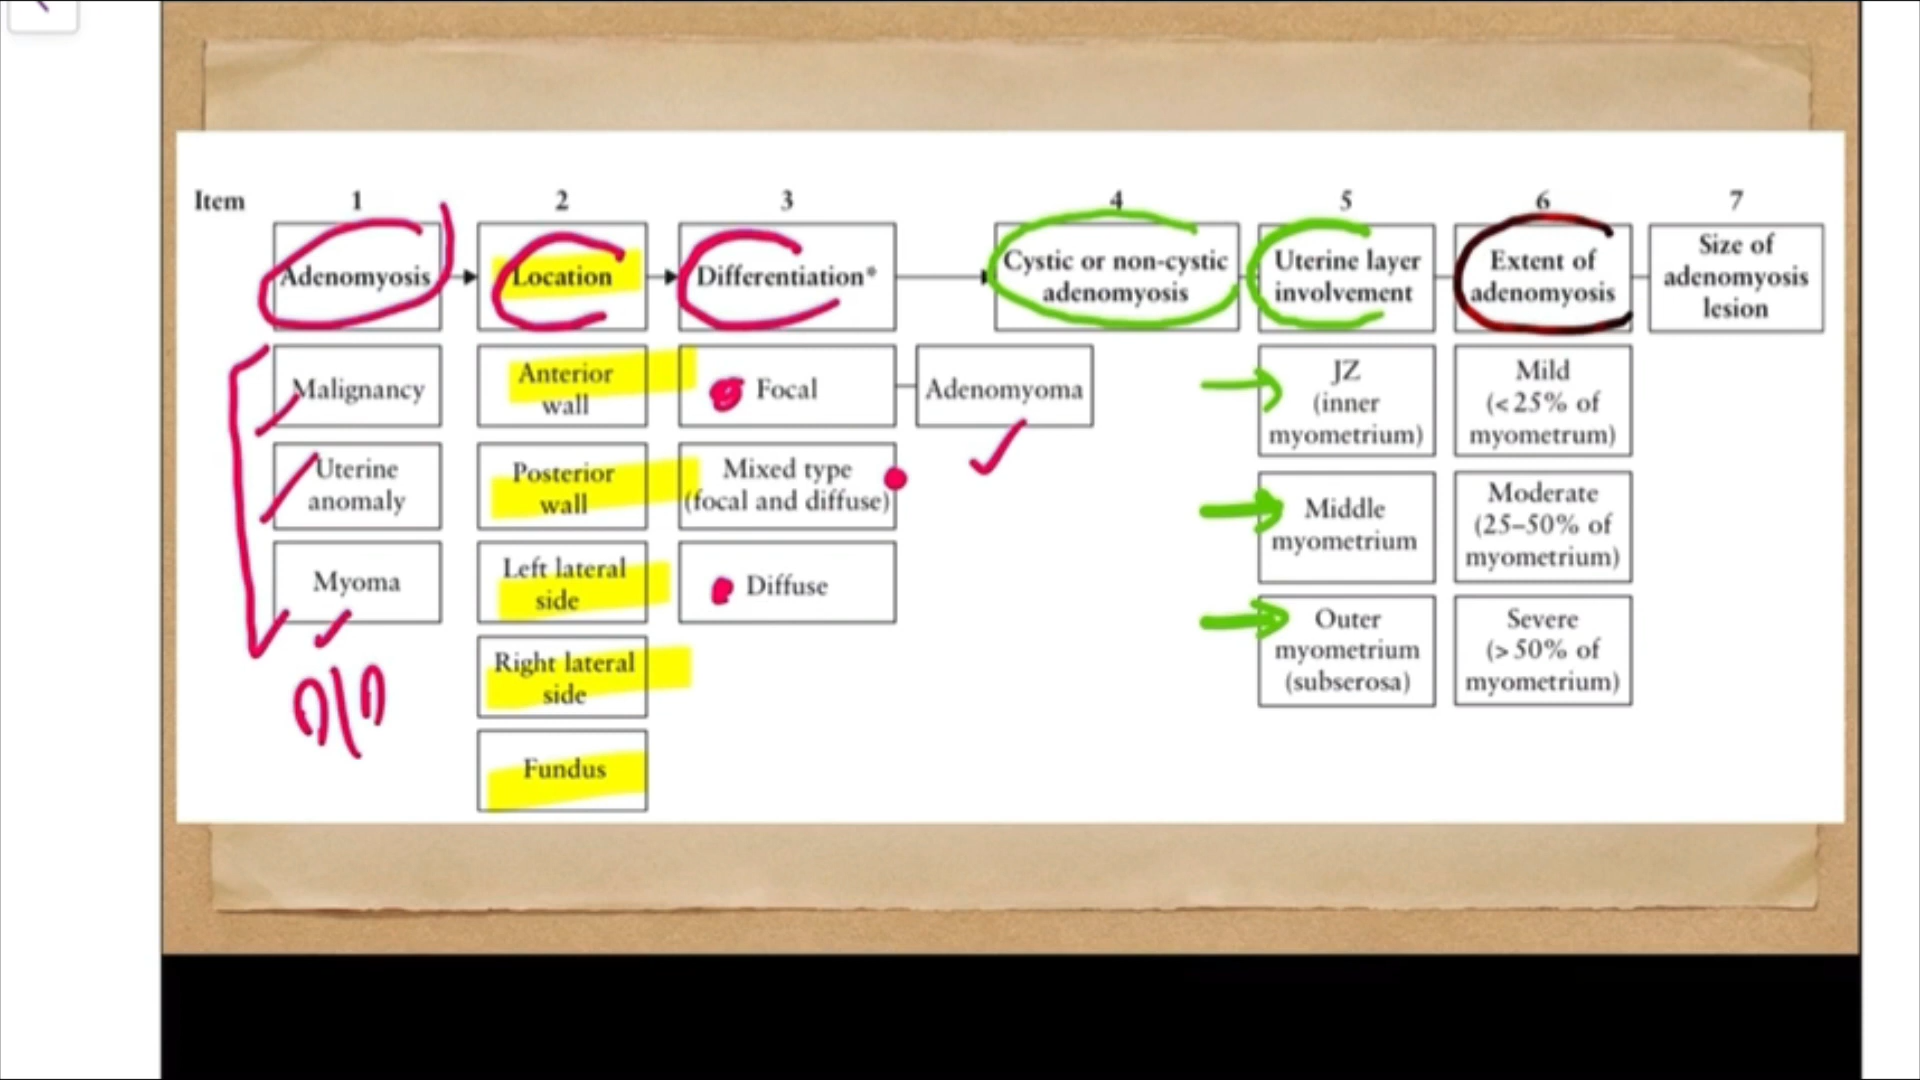 Item 1 2 3 4 5 6 7
Adenomyosis
Location
Differentiation*
Cystic or non-cystic
adenomyosis
Uterine layer
involvement
Extent of
adenomyosis
Size of
adenomyosis
lesion
Malignancy
Uterine
anomaly
Myoma
Anterior
wall
Posterior
wall
Left lateral
side
Right lateral
side
Fundus
Focal
Mixed type
(focal and diffuse)
Diffuse
Adenomyoma
JZ
(inner
myometrium)
Middle
myometrium
Outer
myometrium
(subserosa)
Mild
(<25% of
myometrum)
Moderate
(25–50% of
myometrium)
Severe
(>50% of
myometrium)